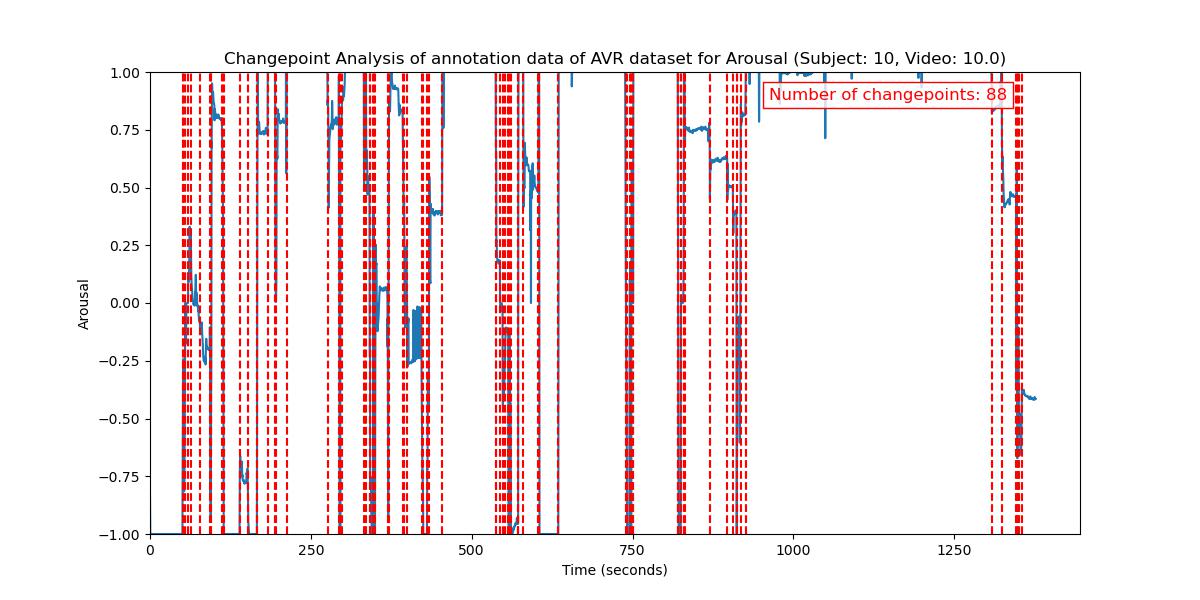 Changepoint Analysis of annotation data of AVR dataset for Arousal (Subject: 10, Video: 10.0)
Number of changepoints: 88
1.00
0.75
0.50
0.25
0.00
−0.25
−0.50
−0.75
−1.00
Arousal
0 250 500 750 1000 1250
Time (seconds)